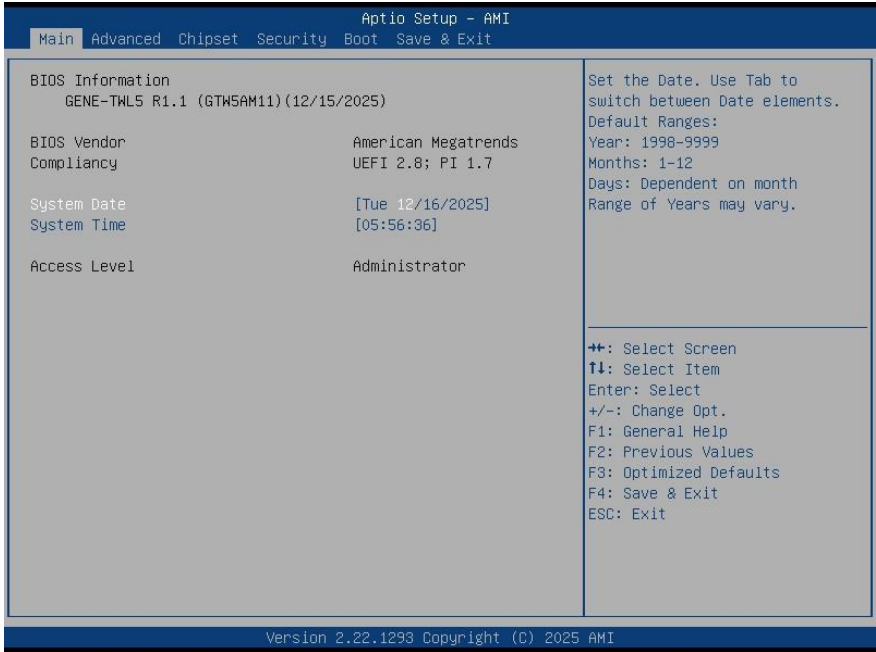 Aptio Setup – AMI
Main Advanced Chipset Security Boot Save & Exit
BIOS Information
GENE-TWL5 R1.1 (GTW5AM11)(12/15/2025)
BIOS Vendor American Megatrends
Compliancy UEFI 2.8; PI 1.7
System Date [Tue 12/16/2025]
System Time [05:56:36]
Access Level Administrator
Set the Date. Use Tab to
switch between Date elements.
Default Ranges:
Year: 1998-9999
Months: 1-12
Days: Dependent on month
Range of Years may vary.
→←: Select Screen
↑↓: Select Item
Enter: Select
+/-: Change Opt.
F1: General Help
F2: Previous Values
F3: Optimized Defaults
F4: Save & Exit
ESC: Exit
Version 2.22.1293 Copyright (C) 2025 AMI